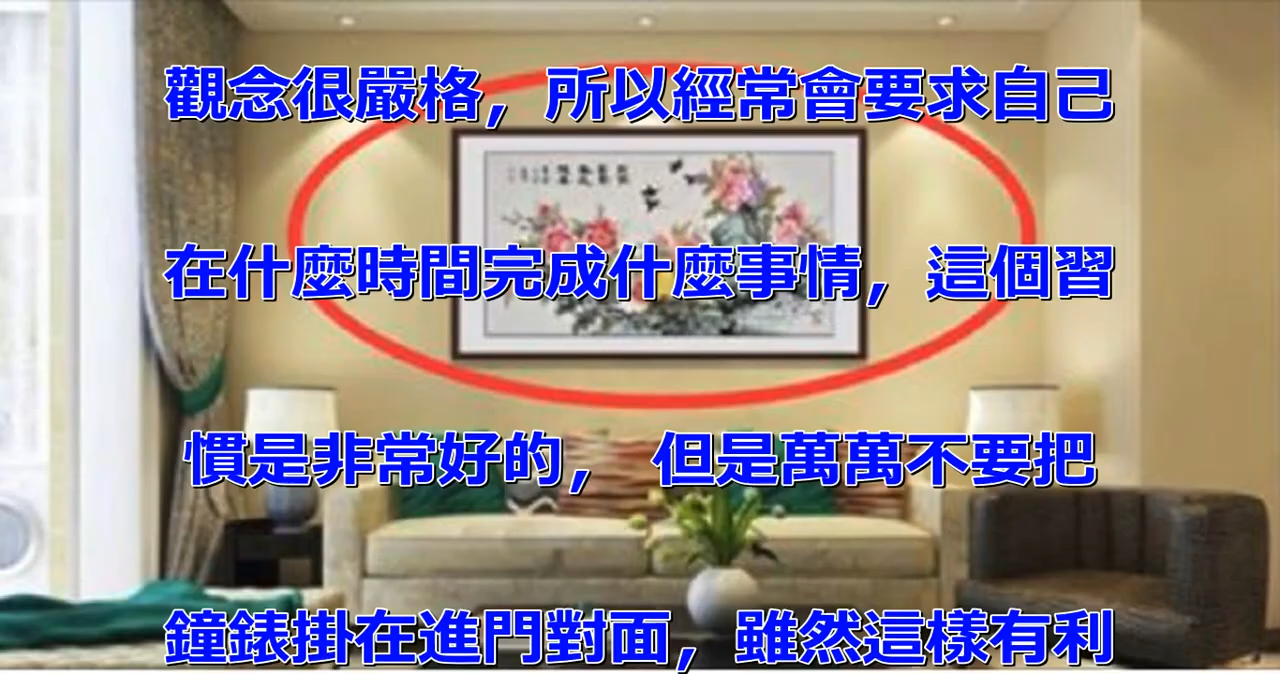 觀念很嚴格，所以經常會要求自己
在什麼時間完成什麼事情，這個習
慣是非常好的， 但是萬萬不要把
鐘錶掛在進門對面，雖然這樣有利